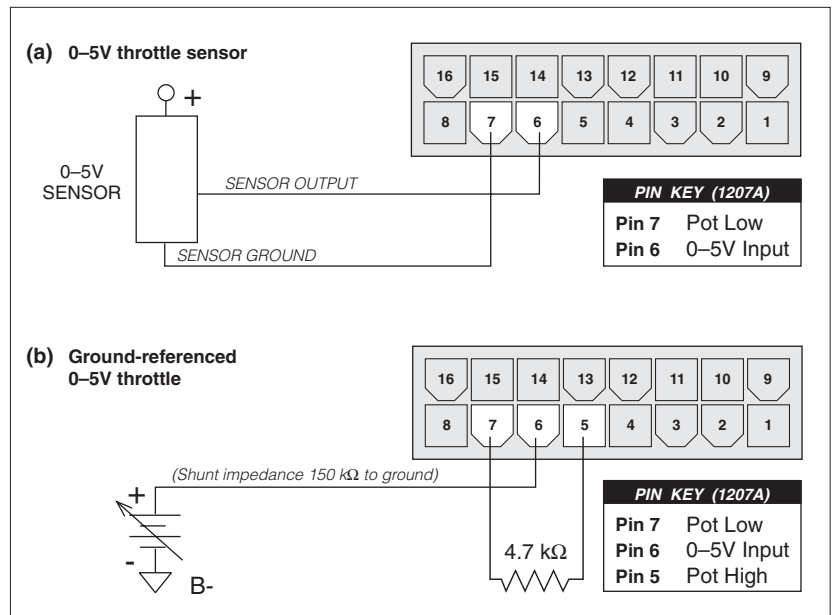 (a) 0–5V throttle sensor
16 15 14 13 12 11 10 9
8 7 6 5 4 3 2 1
+
0–5V
SENSOR
SENSOR OUTPUT
SENSOR GROUND
PIN KEY (1207A)
Pin 7 Pot Low
Pin 6 0–5V Input
(b) Ground-referenced
0–5V throttle
16 15 14 13 12 11 10 9
8 7 6 5 4 3 2 1
(Shunt impedance 150 kΩ to ground)
+
-
B-
4.7 kΩ
PIN KEY (1207A)
Pin 7 Pot Low
Pin 6 0–5V Input
Pin 5 Pot High